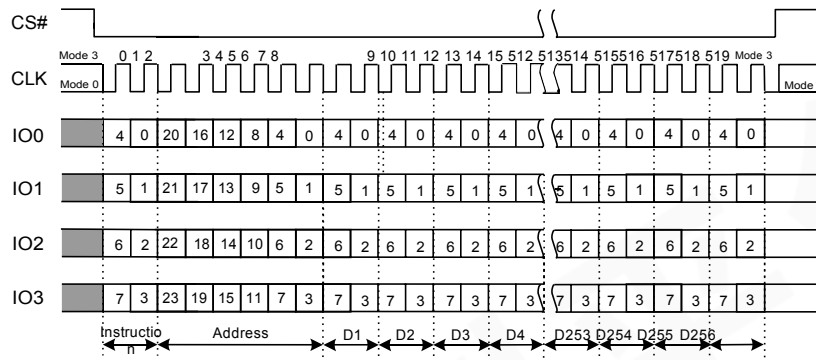 CS#
Mode 3 0 1 2 3 4 5 6 7 8 9 10 11 12 13 14 15 512 513514 515516 517518 519 Mode 3
CLK
Mode 0 Mode
IO0 4 0 20 16 12 8 4 0 4 0 4 0 4 0 4 0 4 0 4 0 4 0 4 0
IO1 5 1 21 17 13 9 5 1 5 1 5 1 5 1 5 1 5 1 5 1 5 1 5 1
IO2 6 2 22 18 14 10 6 2 6 2 6 2 6 2 6 2 6 2 6 2 6 2 6 2
IO3 7 3 23 19 15 11 7 3 7 3 7 3 7 3 7 3 7 3 7 3 7 3 7 3
Instructio Address D1 D2 D3 D4 D253 D254 D255 D256
n